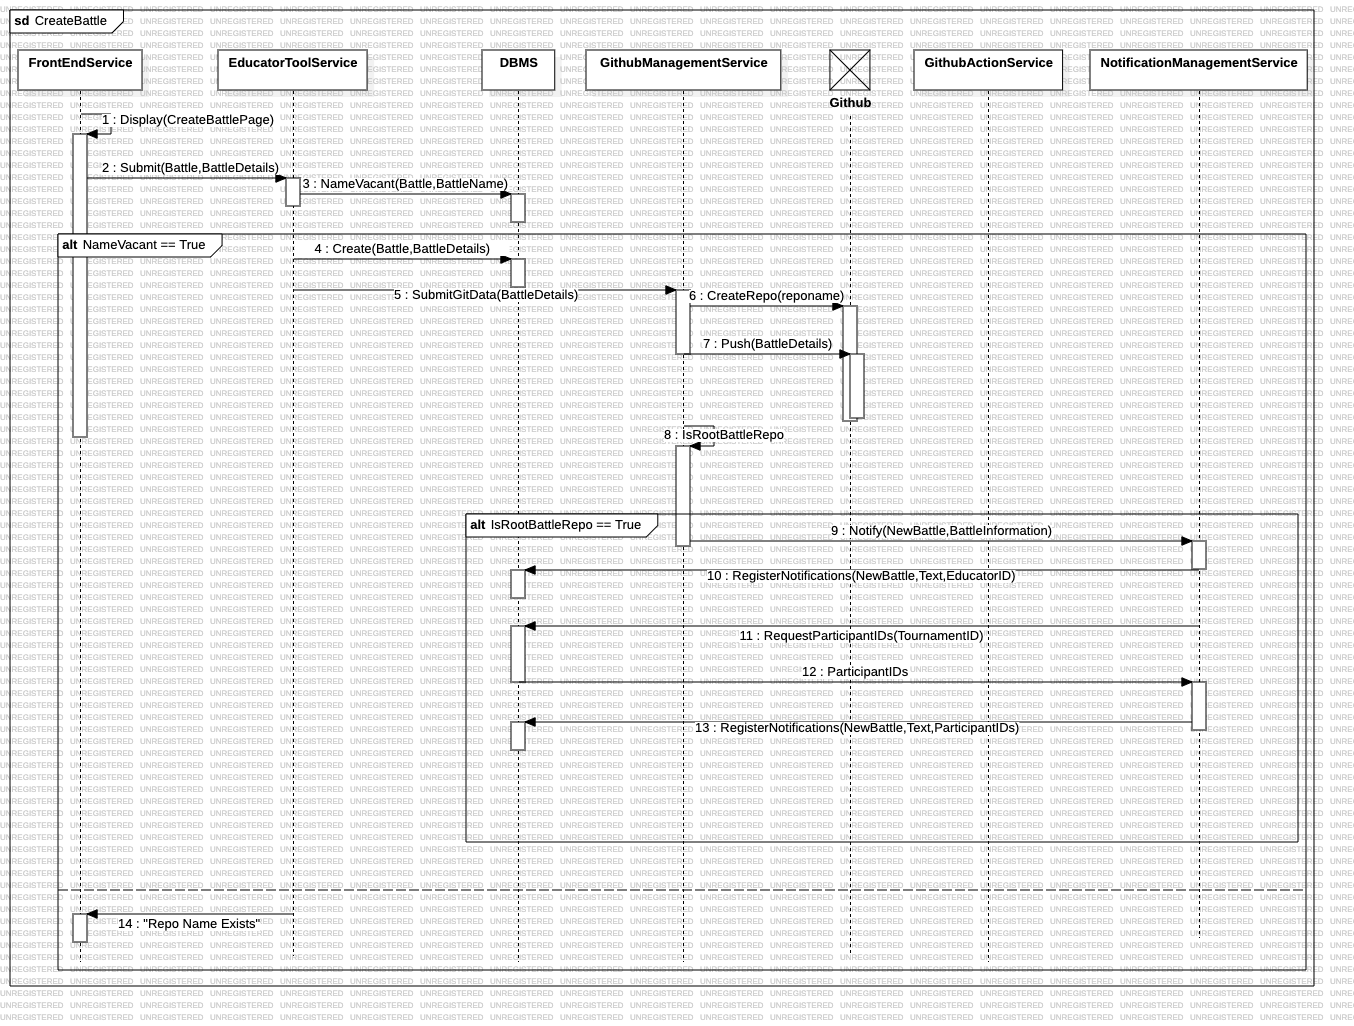 sd CreateBattle
FrontEndService
EducatorToolService
DBMS
GithubManagementService
Github
GithubActionService
NotificationManagementService
1 : Display(CreateBattlePage)
2 : Submit(Battle,BattleDetails)
3 : NameVacant(Battle,BattleName)
alt NameVacant == True
4 : Create(Battle,BattleDetails)
5 : SubmitGitData(BattleDetails)
6 : CreateRepo(reponame)
7 : Push(BattleDetails)
8 : IsRootBattleRepo
alt IsRootBattleRepo == True
9 : Notify(NewBattle,BattleInformation)
10 : RegisterNotifications(NewBattle,Text,EducatorID)
11 : RequestParticipantIDs(TournamentID)
12 : ParticipantIDs
13 : RegisterNotifications(NewBattle,Text,ParticipantIDs)
14 : "Repo Name Exists"
UNREGISTERED